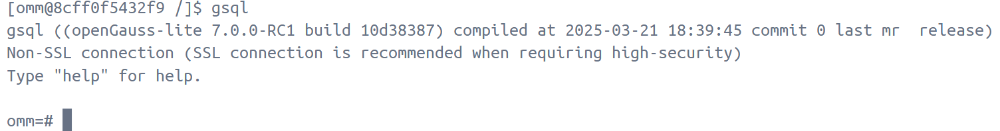 [omm@8cff0f5432f9 /]$ gsql
gsql ((openGauss-lite 7.0.0-RC1 build 10d38387) compiled at 2025-03-21 18:39:45 commit 0 last mr  release)
Non-SSL connection (SSL connection is recommended when requiring high-security)
Type "help" for help.

omm=#